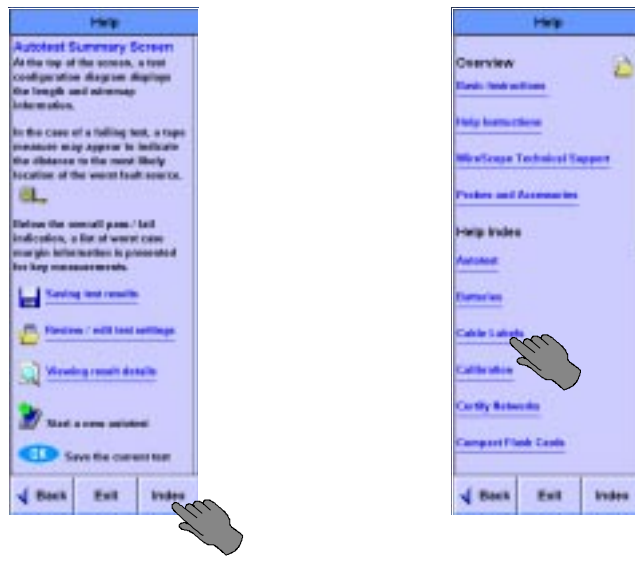 Help
Autotest Summary Screen
At the top of the screen, a test
configuration diagram displays
the length and wiremap
information.
In the case of a failing test, a tape
measure may appear to indicate
the distance to the most likely
location of the worst fault source.
Below the overall pass / fail
indication, a list of worst case
margin information is presented
for key measurements.
Saving test results
Review / edit test settings
Viewing result details
Start a new autotest
OK Save the current test
Back Exit Index
Help
Overview
Basic Instructions
Help Instructions
WireScope Technical Support
Probes and Accessories
Help Index
Autotest
Batteries
Cable Labels
Calibration
Certify Networks
Compact Flash Cards
Back Exit Index